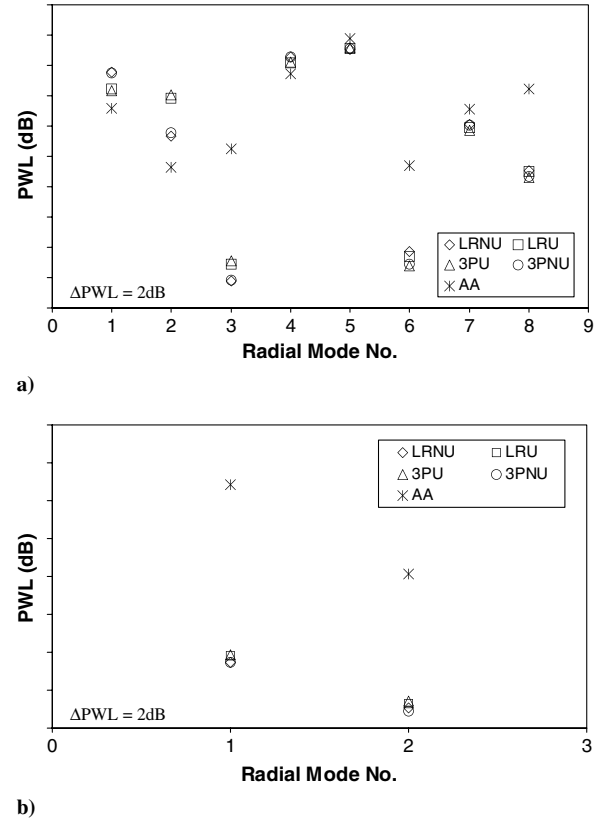 PWL (dB)
◇ LRNU □ LRU
△ 3PU ○ 3PNU
✳ AA
ΔPWL = 2dB
0 1 2 3 4 5 6 7 8 9
Radial Mode No.
a)
PWL (dB)
◇ LRNU □ LRU
△ 3PU ○ 3PNU
✳ AA
ΔPWL = 2dB
0 1 2 3
Radial Mode No.
b)